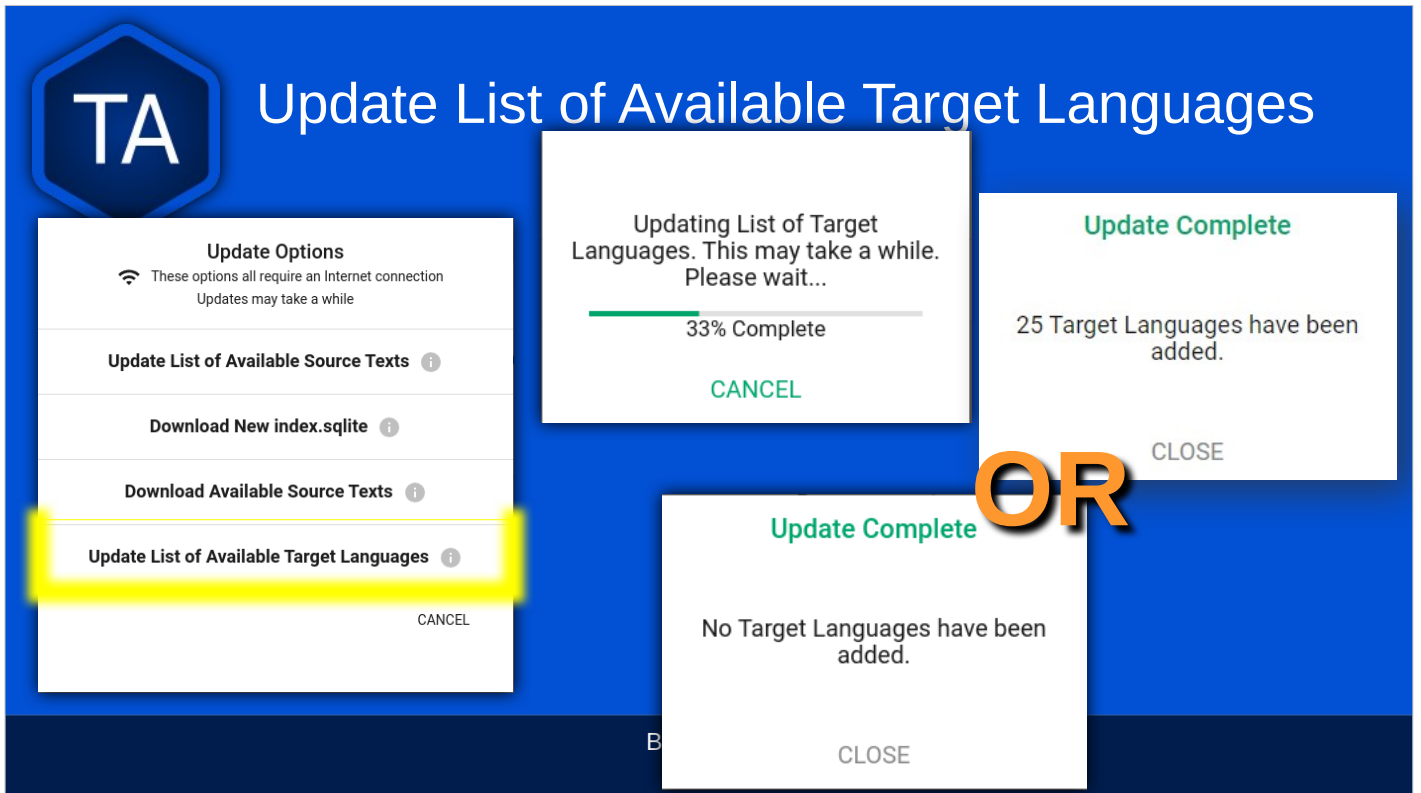 TA
Update List of Available Target Languages
Update Options
These options all require an Internet connection
Updates may take a while
Update List of Available Source Texts
Download New index.sqlite
Download Available Source Texts
Update List of Available Target Languages
CANCEL
Updating List of Target
Languages. This may take a while.
Please wait...
33% Complete
CANCEL
Update Complete
25 Target Languages have been
added.
CLOSE
OR
Update Complete
No Target Languages have been
added.
CLOSE